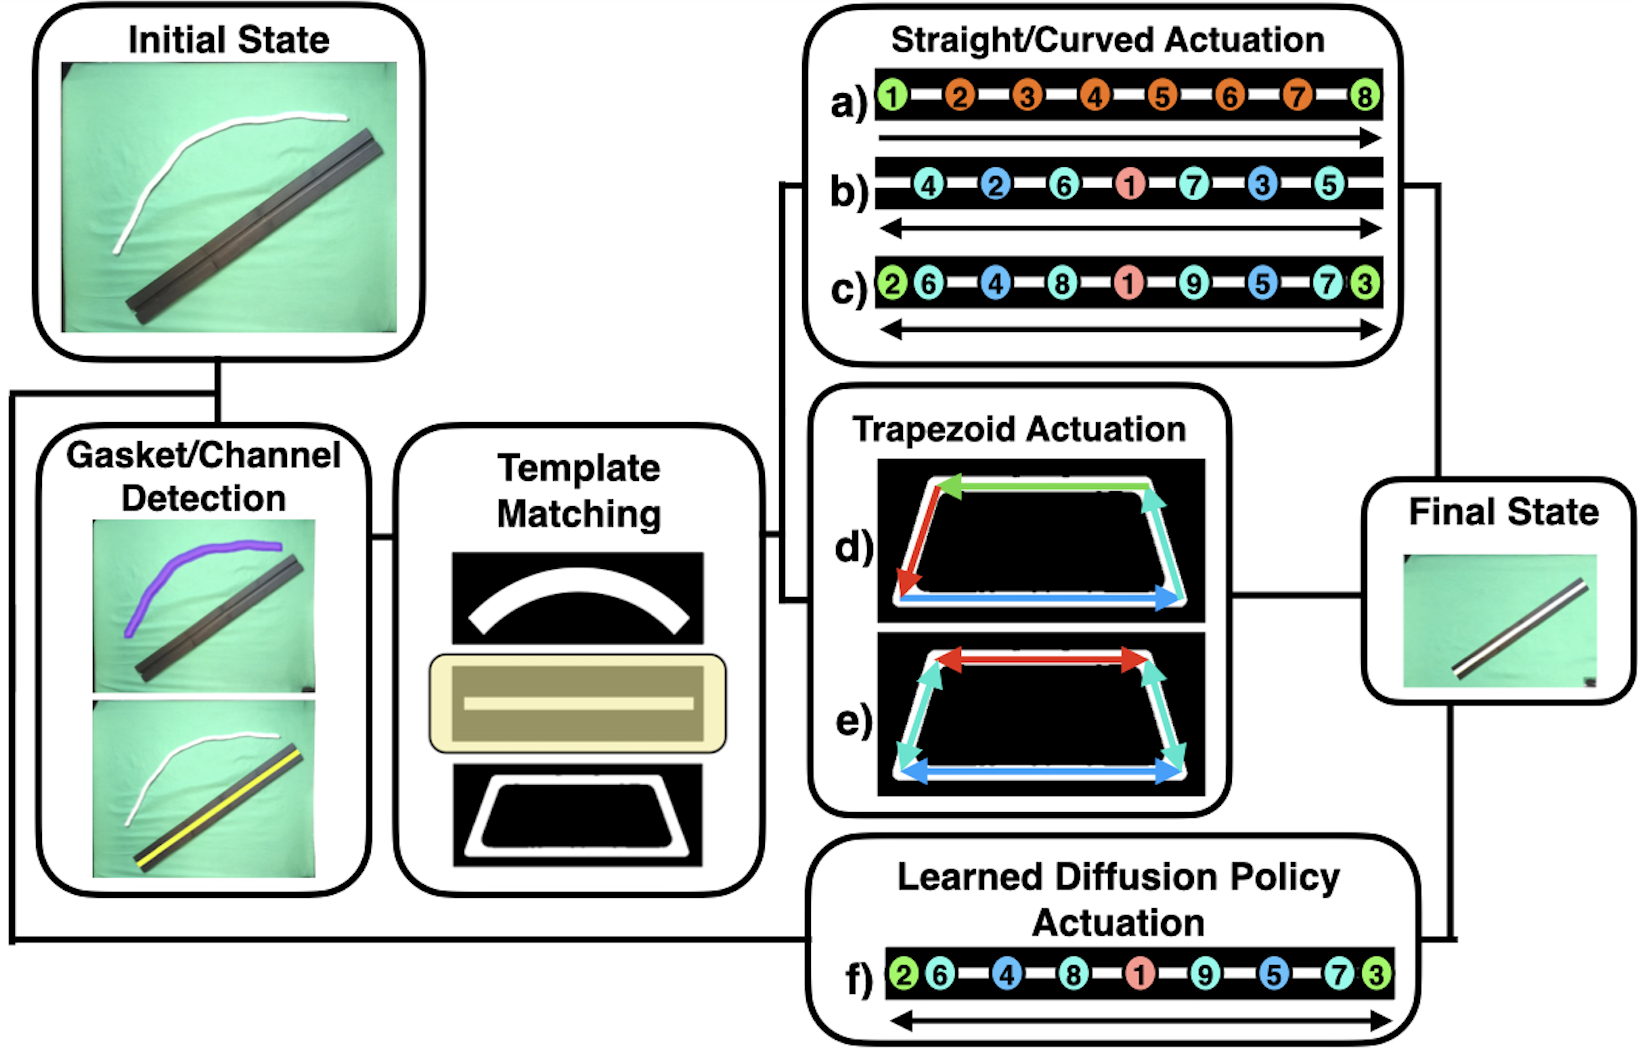 Initial State
Gasket/Channel
Detection
Template
Matching
Straight/Curved Actuation
a) 1 2 3 4 5 6 7 8
b) 4 2 6 1 7 3 5
c) 2 6 4 8 1 9 5 7 3
Trapezoid Actuation
d)
e)
Learned Diffusion Policy
Actuation
f) 2 6 4 8 1 9 5 7 3
Final State